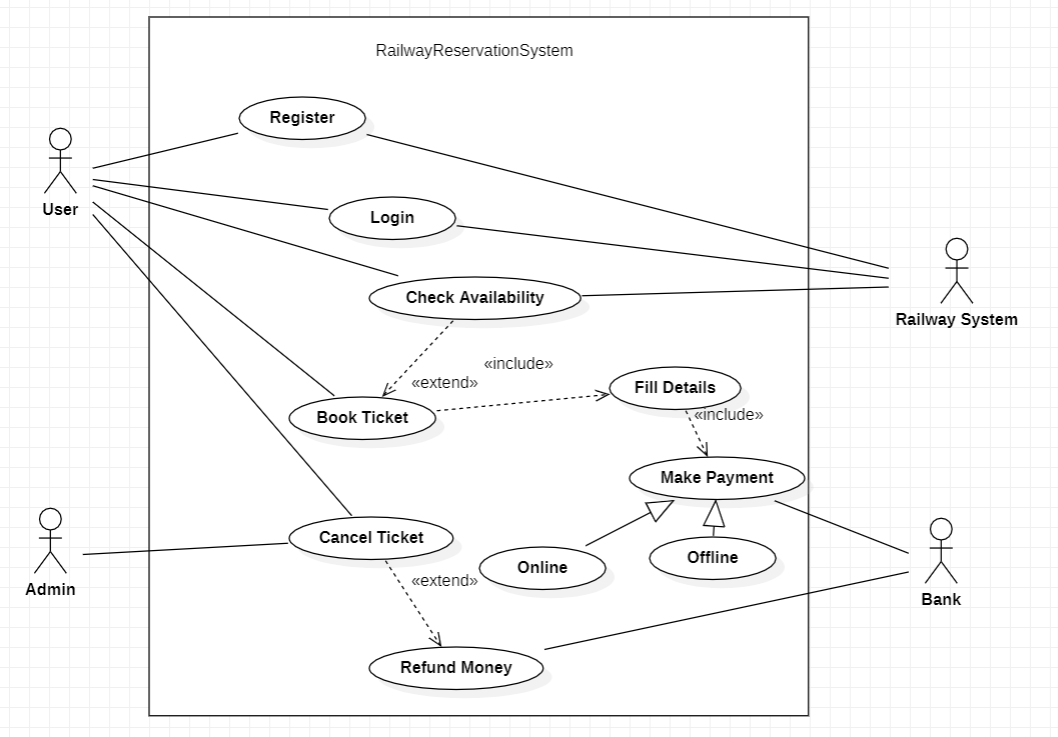 RailwayReservationSystem
Register
User
Login
Check Availability
Railway System
«include»
«extend»
Fill Details
Book Ticket
«include»
Make Payment
Cancel Ticket
Online
Offline
«extend»
Admin
Bank
Refund Money